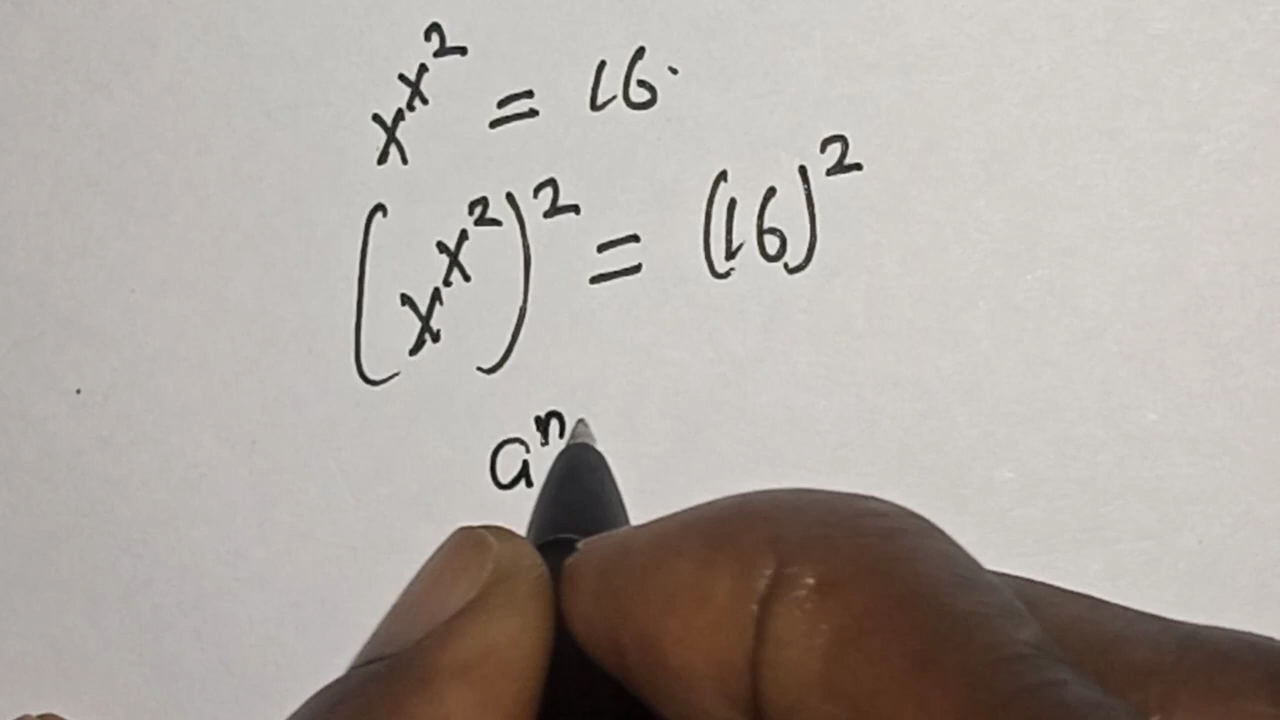 x^{x^2} = 16.
(x^{x^2})^2 = (16)^2
a^n